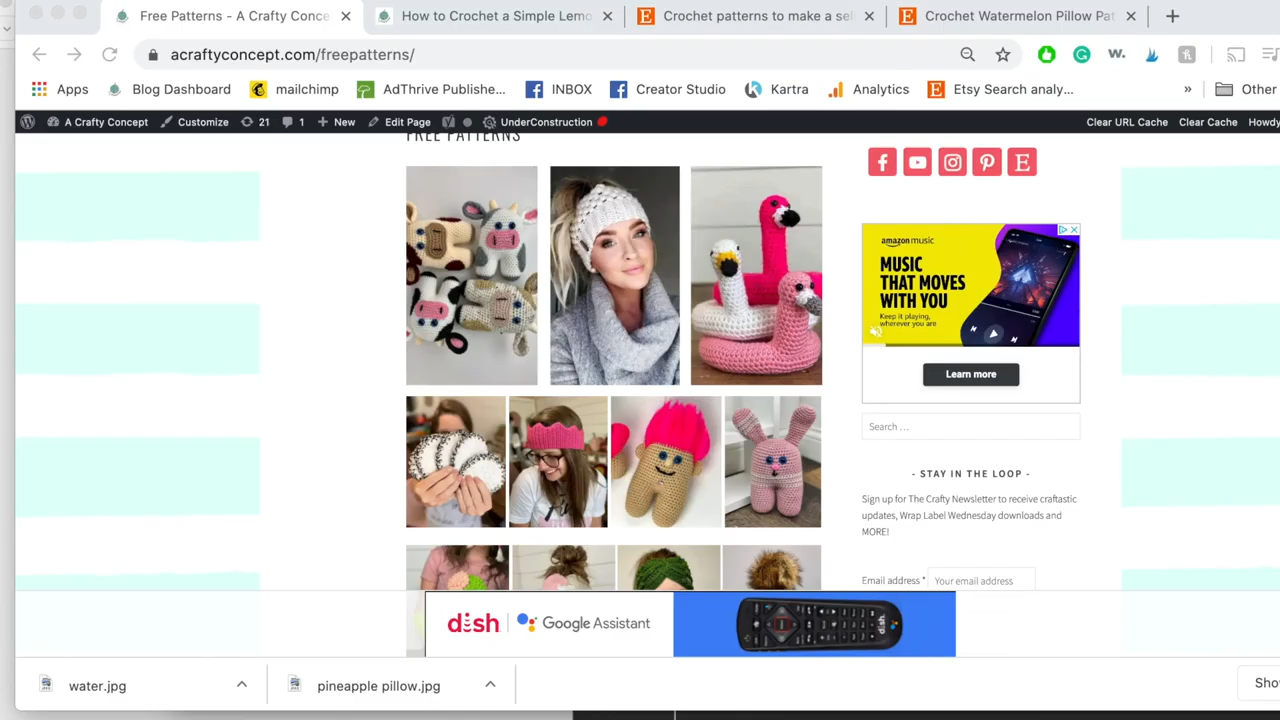 Free Patterns - A Crafty Conce
How to Crochet a Simple Lemo
Crochet patterns to make a sel
Crochet Watermelon Pillow Pat
acraftyconcept.com/freepatterns/
Apps
Blog Dashboard
mailchimp
AdThrive Publishe...
INBOX
Creator Studio
Kartra
Analytics
Etsy Search analy...
»
Other
A Crafty Concept
Customize
21
1
New
Edit Page
UnderConstruction
Clear URL Cache
Clear Cache
Howdy
FREE PATTERNS
amazon music
MUSIC
THAT MOVES
WITH YOU
Keep it playing,
wherever you are
Learn more
Search ...
- STAY IN THE LOOP -
Sign up for The Crafty Newsletter to receive craftastic
updates, Wrap Label Wednesday downloads and
MORE!
Email address * Your email address
dish | Google Assistant
dish
water.jpg
pineapple pillow.jpg
Sho